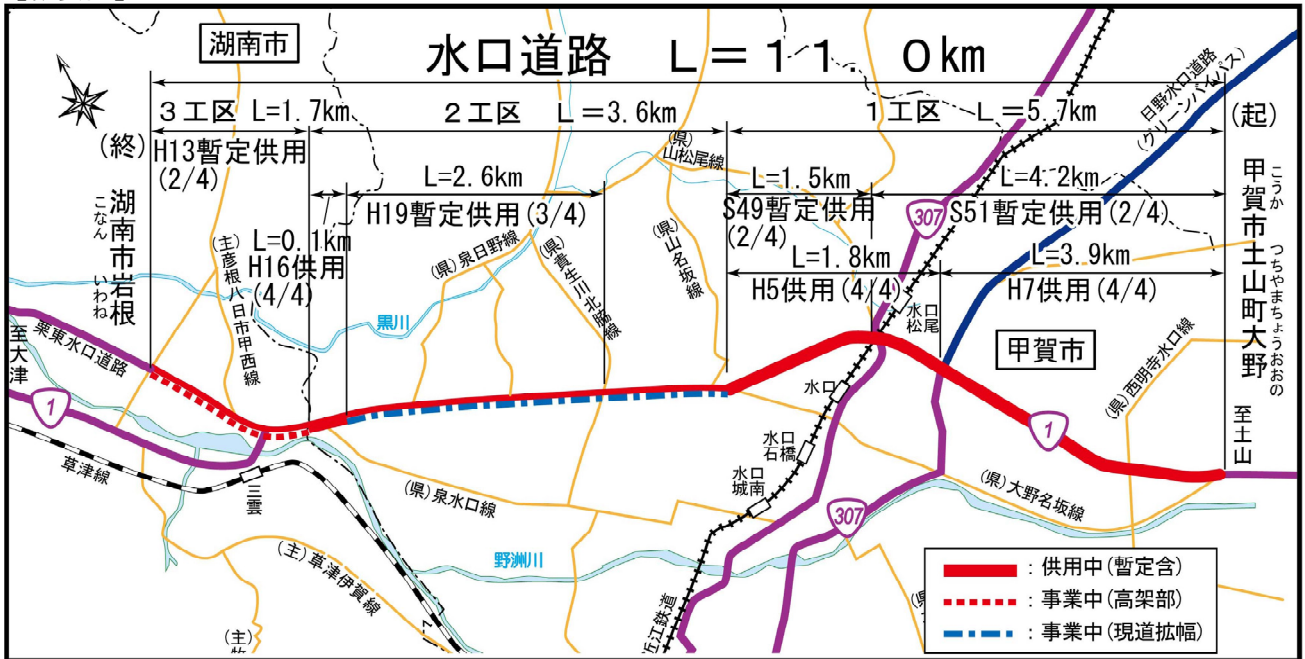 湖南市
水口道路 L=11.0km
3工区 L=1.7km
2工区 L=3.6km
1工区 L=5.7km
(終)
(起)
H13暫定供用
(2/4)
L=2.6km
H19暫定供用(3/4)
L=0.1km
H16供用
(4/4)
L=1.5km
S49暫定供用
(2/4)
L=4.2km
S51暫定供用(2/4)
L=1.8km
H5供用(4/4)
L=3.9km
H7供用(4/4)
日野水口道路
(グリーンバイパス)
湖南市岩根
こなん いわね
甲賀市土山町大野
こうか つちやまちょうおおの
(主)彦根八日市甲西線
(県)泉日野線
(県)貴生川北脇線
(県)山名坂線
(県)
山松尾線
黒川
307
水口
松尾
甲賀市
(県)西明寺水口線
至大津
栗東水口道路
1
草津線
三雲
(県)泉水口線
(主)草津伊賀線
野洲川
水口
水口
石橋
水口
城南
307
1
(県)大野名坂線
至土山
近江鉄道
(主)
(県)
:供用中(暫定含)
:事業中(高架部)
:事業中(現道拡幅)